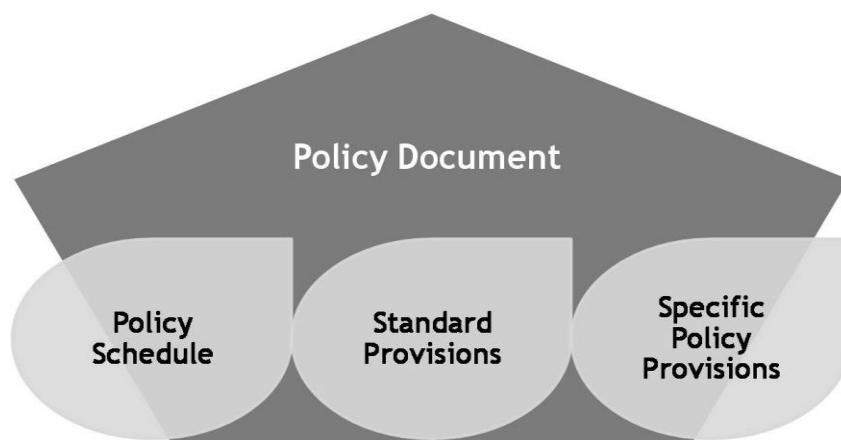 Policy Document
Policy
Schedule
Standard
Provisions
Specific
Policy
Provisions